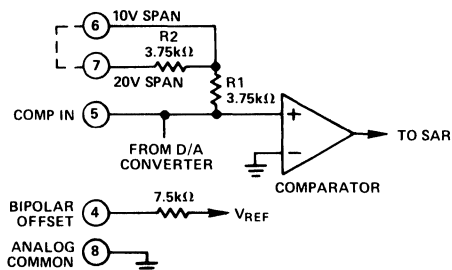 6 10V SPAN
R2
3.75kΩ
7
20V SPAN
R1
3.75kΩ
COMP IN 5
+
−
TO SAR
FROM D/A
CONVERTER
COMPARATOR
7.5kΩ
BIPOLAR
OFFSET
4
VREF
ANALOG
COMMON
8